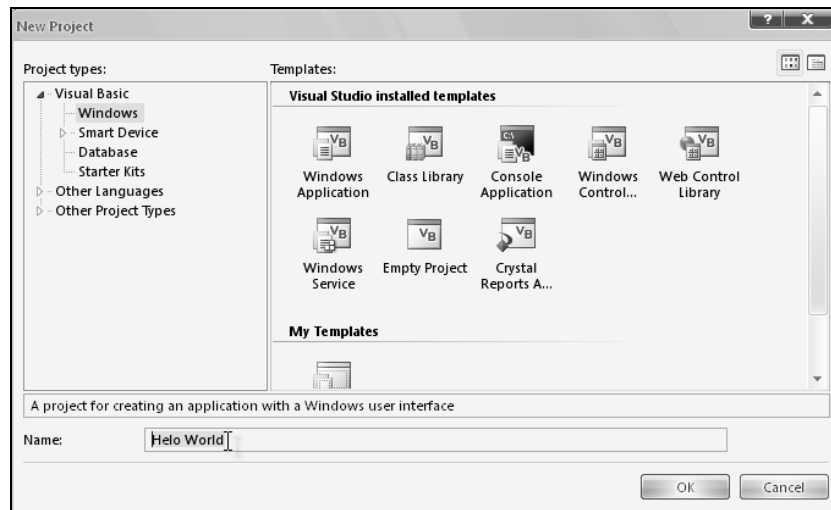 New Project
? X
Project types:
Templates:
Visual Basic
Windows
Smart Device
Database
Starter Kits
Other Languages
Other Project Types
Visual Studio installed templates
Windows Application
Class Library
Console Application
Windows Control...
Web Control Library
Windows Service
Empty Project
Crystal Reports A...
My Templates
A project for creating an application with a Windows user interface
Name:
Helo World
OK
Cancel